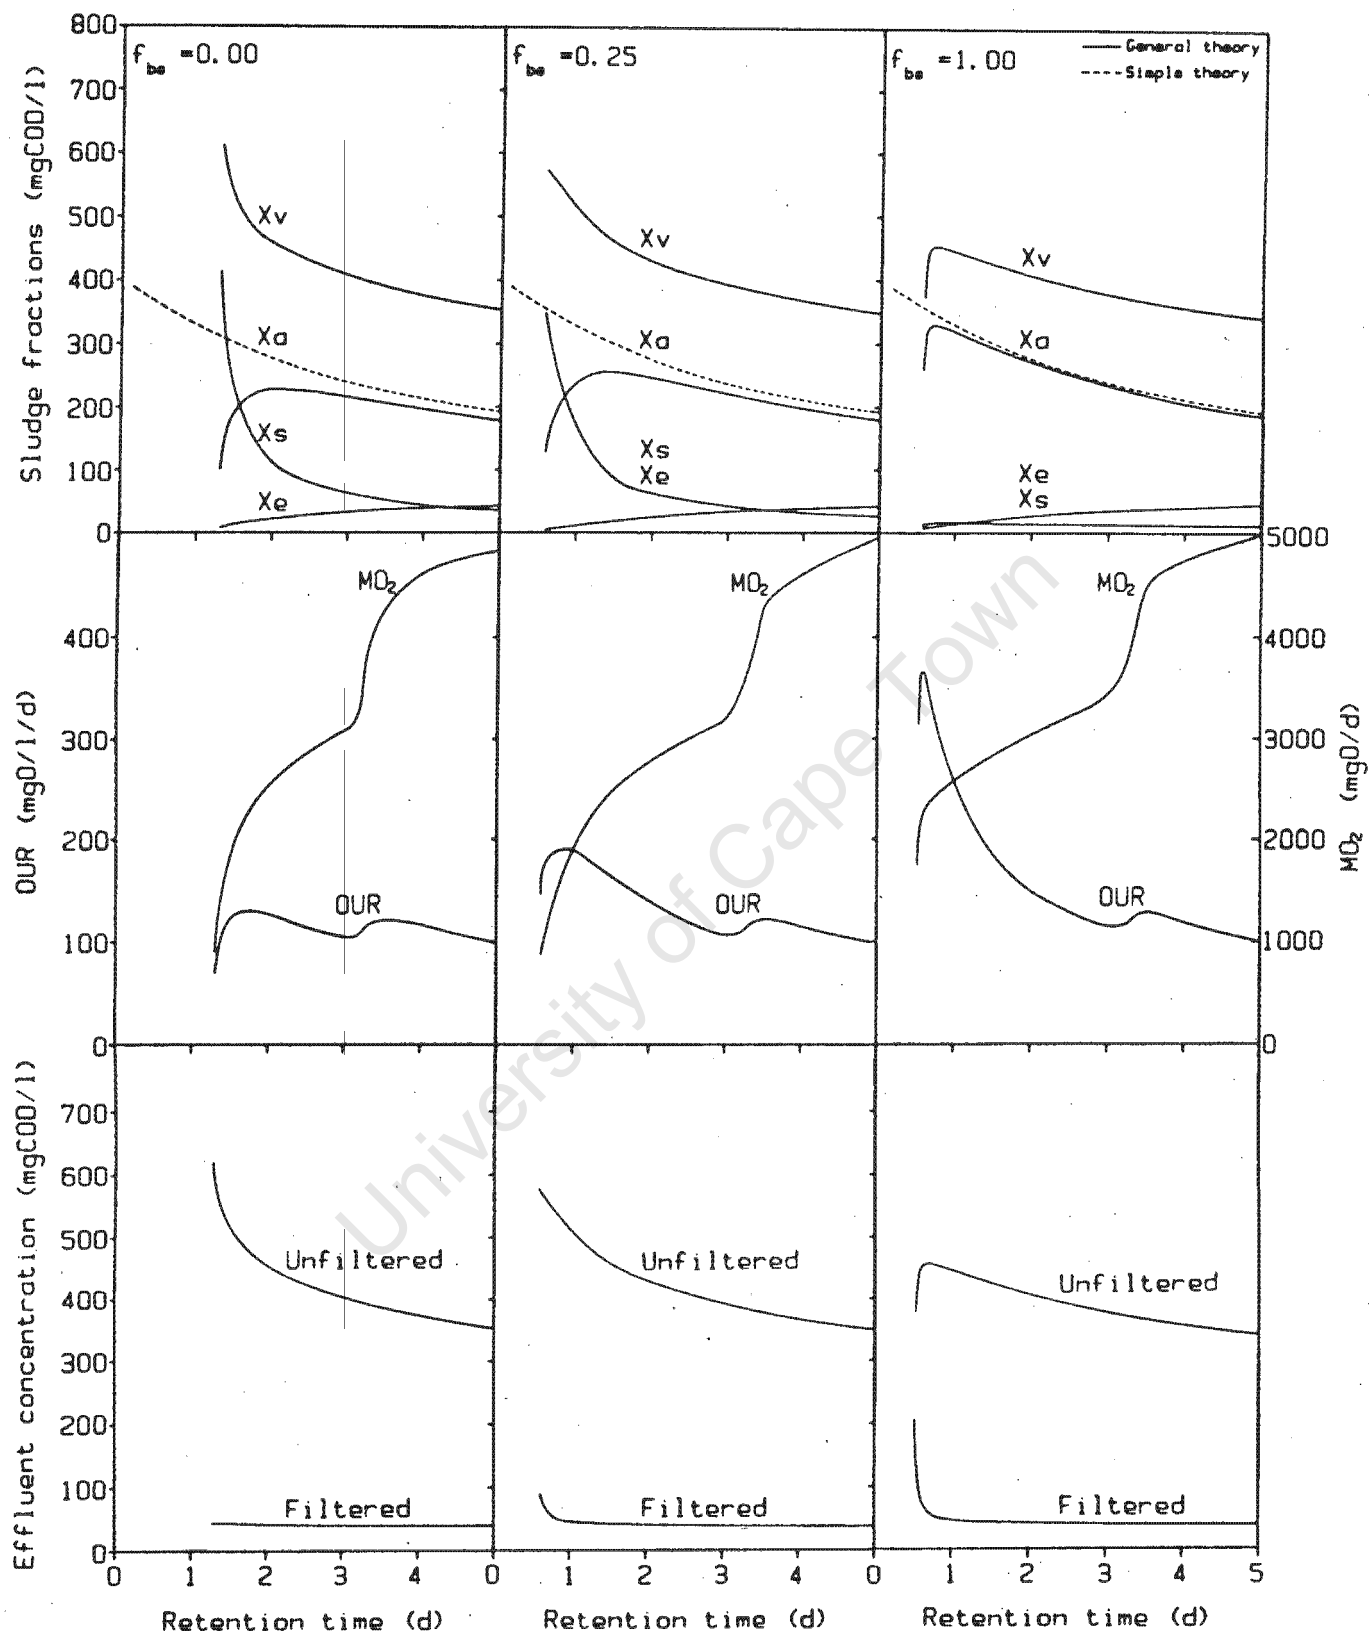 800
700
600
500
400
300
200
100
0
Sludge fractions (mgCOD/l)
f_bs =0.00
Xv
Xa
Xs
Xe
f_bs =0.25
Xv
Xa
Xs
Xe
f_bs =1.00
General theory
Simple theory
Xv
Xa
Xe
Xs
400
300
200
100
0
OUR (mgO/l/d)
MO₂
OUR
MO₂
OUR
MO₂
OUR
5000
4000
3000
2000
1000
0
MO₂ (mgO/d)
700
600
500
400
300
200
100
0
Effluent concentration (mgCOD/l)
Unfiltered
Filtered
Unfiltered
Filtered
Unfiltered
Filtered
0 1 2 3 4 0 1 2 3 4 0 1 2 3 4 5
Retention time (d) Retention time (d) Retention time (d)
University of Cape Town